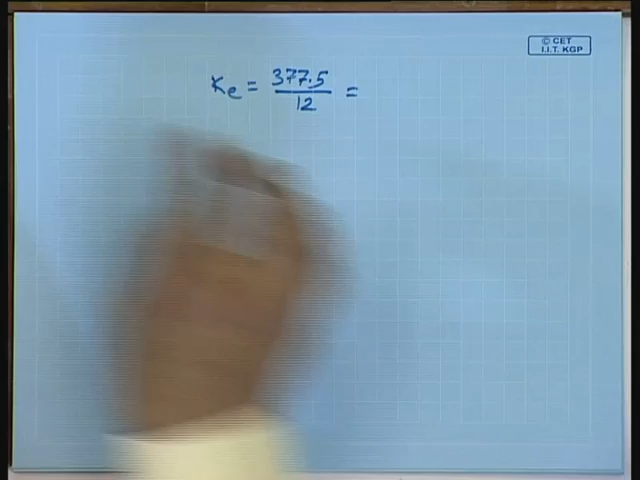 © CET
I.I.T. KGP
Ke = 377.5 / 12 =